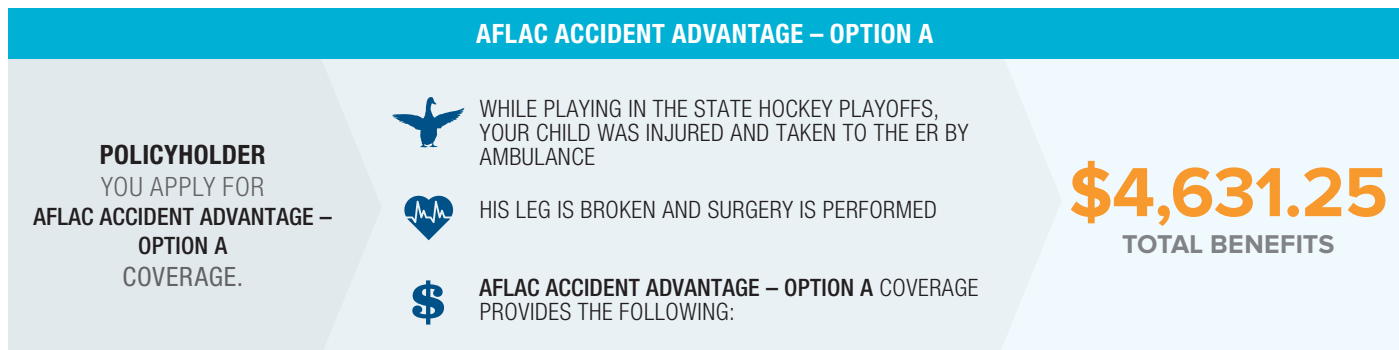 AFLAC ACCIDENT ADVANTAGE – OPTION A
POLICYHOLDER
YOU APPLY FOR
AFLAC ACCIDENT ADVANTAGE –
OPTION A
COVERAGE.
WHILE PLAYING IN THE STATE HOCKEY PLAYOFFS,
YOUR CHILD WAS INJURED AND TAKEN TO THE ER BY
AMBULANCE
HIS LEG IS BROKEN AND SURGERY IS PERFORMED
$
AFLAC ACCIDENT ADVANTAGE – OPTION A COVERAGE
PROVIDES THE FOLLOWING:
$4,631.25
TOTAL BENEFITS